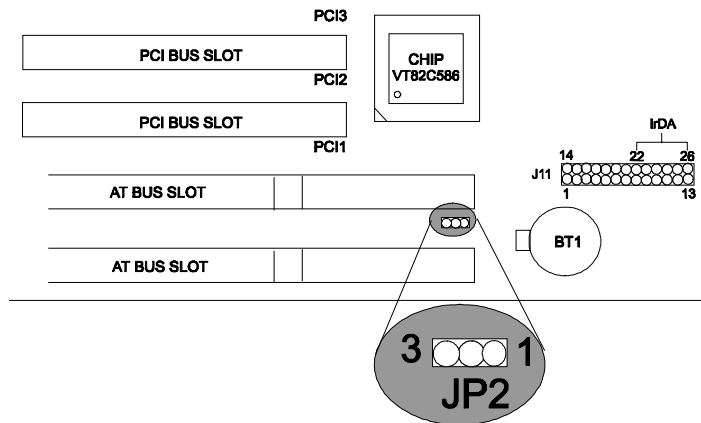 PCI3
PCI BUS SLOT
CHIP
VT82C586
PCI2
PCI BUS SLOT
PCI1
IrDA
14 22 26
J11
1 13
AT BUS SLOT
BT1
AT BUS SLOT
3 1
JP2